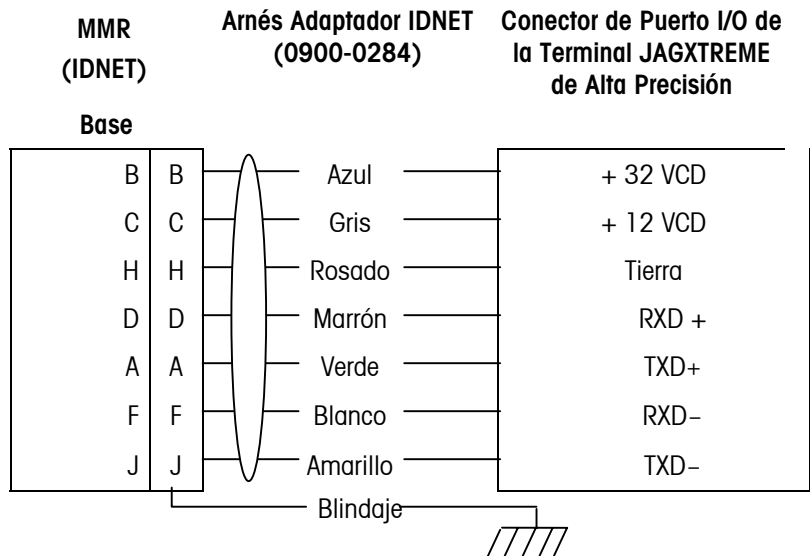 MMR
(IDNET)
Base
Arnés Adaptador IDNET
(0900-0284)
Conector de Puerto I/O de
la Terminal JAGXTREME
de Alta Precisión
B B Azul + 32 VCD
C C Gris + 12 VCD
H H Rosado Tierra
D D Marrón RXD +
A A Verde TXD+
F F Blanco RXD–
J J Amarillo TXD–
Blindaje